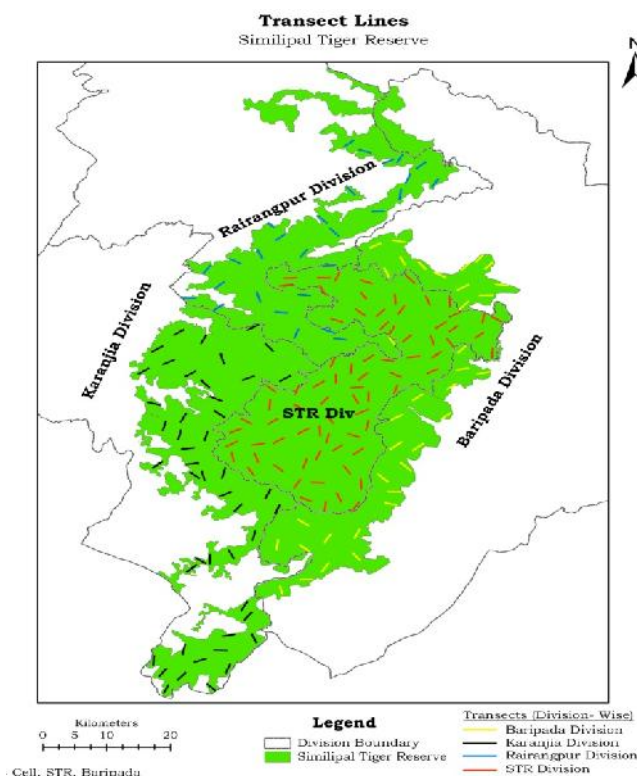 Transect Lines
Similipal Tiger Reserve
N
Rairangpur Division
Karanjia Division
STR Div
Baripada Division
Kilometers
0 5 10 20
Legend
Division Boundary
Similipal Tiger Reserve
Transects (Division- Wise)
Baripada Division
Karanjia Division
Rairangpur Division
STR Division
Cell, STR, Baripada